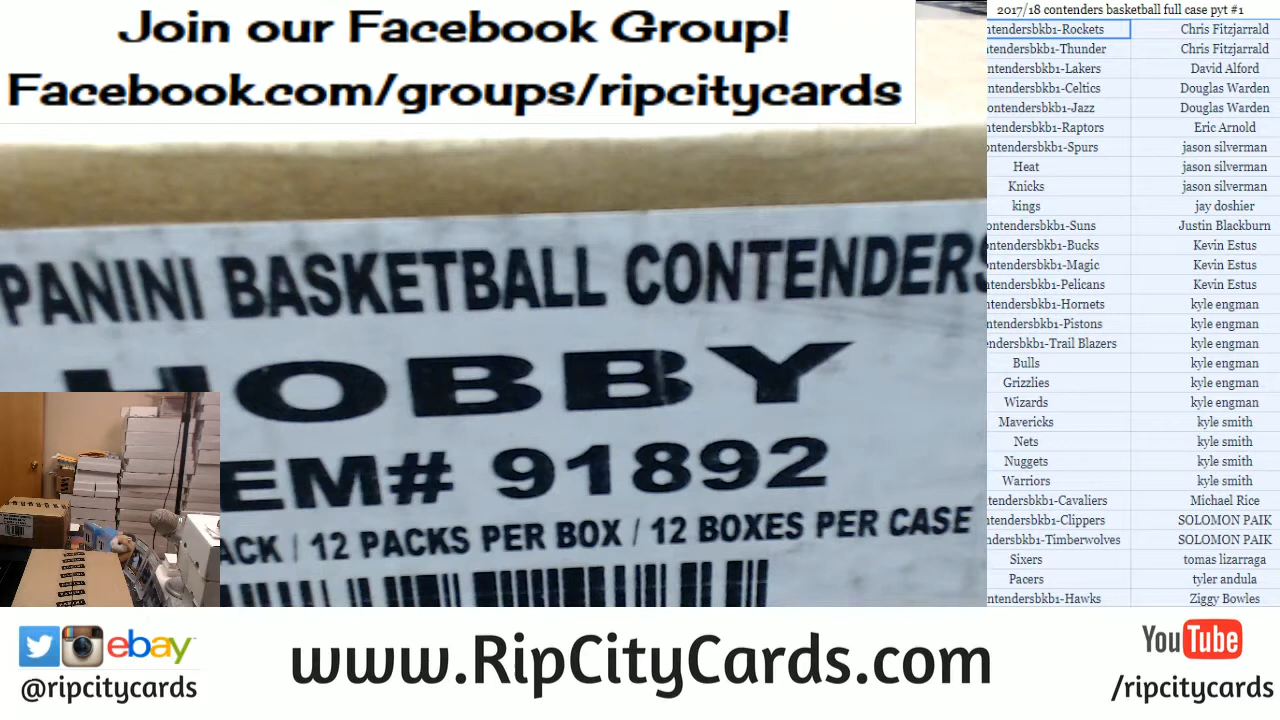 Join our Facebook Group!
Facebook.com/groups/ripcitycards
PANINI BASKETBALL CONTENDERS
HOBBY
EM# 91892
ACK / 12 PACKS PER BOX / 12 BOXES PER CASE
2017/18 contenders basketball full case pyt #1
ntendersbkb1-Rockets Chris Fitzjarrald
ntendersbkb1-Thunder Chris Fitzjarrald
ntendersbkb1-Lakers David Alford
ntendersbkb1-Celtics Douglas Warden
ontendersbkb1-Jazz Douglas Warden
ntendersbkb1-Raptors Eric Arnold
ontendersbkb1-Spurs jason silverman
Heat jason silverman
Knicks jason silverman
kings jay doshier
ontendersbkb1-Suns Justin Blackburn
ontendersbkb1-Bucks Kevin Estus
ontendersbkb1-Magic Kevin Estus
ntendersbkb1-Pelicans Kevin Estus
ntendersbkb1-Hornets kyle engman
ntendersbkb1-Pistons kyle engman
endersbkb1-Trail Blazers kyle engman
Bulls kyle engman
Grizzlies kyle engman
Wizards kyle engman
Mavericks kyle smith
Nets kyle smith
Nuggets kyle smith
Warriors kyle smith
tendersbkb1-Cavaliers Michael Rice
tendersbkb1-Clippers SOLOMON PAIK
ndersbkb1-Timberwolves SOLOMON PAIK
Sixers tomas lizarraga
Pacers tyler andula
ntendersbkb1-Hawks Ziggy Bowles
ebay
@ripcitycards
www.RipCityCards.com
YouTube
/ripcitycards